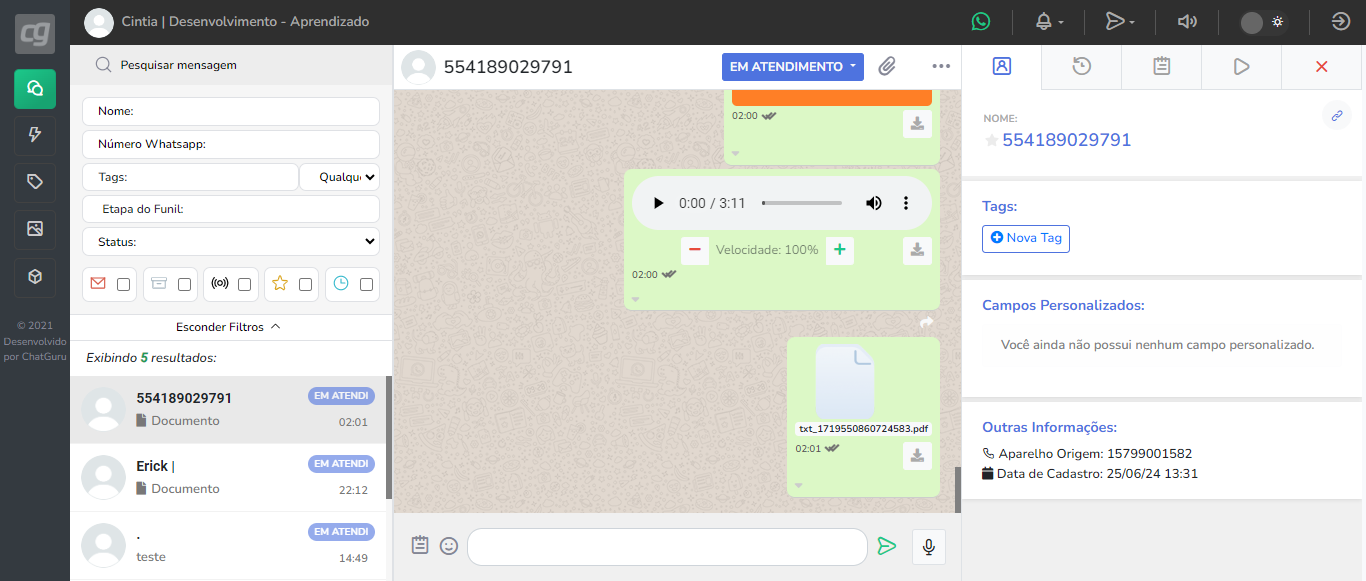 cg
Cintia | Desenvolvimento - Aprendizado
Pesquisar mensagem
Nome:
Número Whatsapp:
Tags:
Qualque
Etapa do Funil:
Status:
Esconder Filtros
Exibindo 5 resultados:
554189029791
EM ATENDI
Documento
02:01
Erick |
EM ATENDI
Documento
22:12
.
EM ATENDI
teste
14:49
© 2021
Desenvolvido
por ChatGuru
554189029791
EM ATENDIMENTO
02:00
0:00 / 3:11
Velocidade: 100%
02:00
txt_1719550860724583.pdf
02:01
NOME:
554189029791
Tags:
Nova Tag
Campos Personalizados:
Você ainda não possui nenhum campo personalizado.
Outras Informações:
Aparelho Origem: 15799001582
Data de Cadastro: 25/06/24 13:31